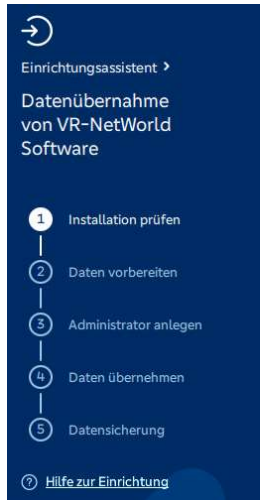 Einrichtungsassistent >
Datenübernahme
von VR-NetWorld
Software
1 Installation prüfen
2 Daten vorbereiten
3 Administrator anlegen
4 Daten übernehmen
5 Datensicherung
? Hilfe zur Einrichtung